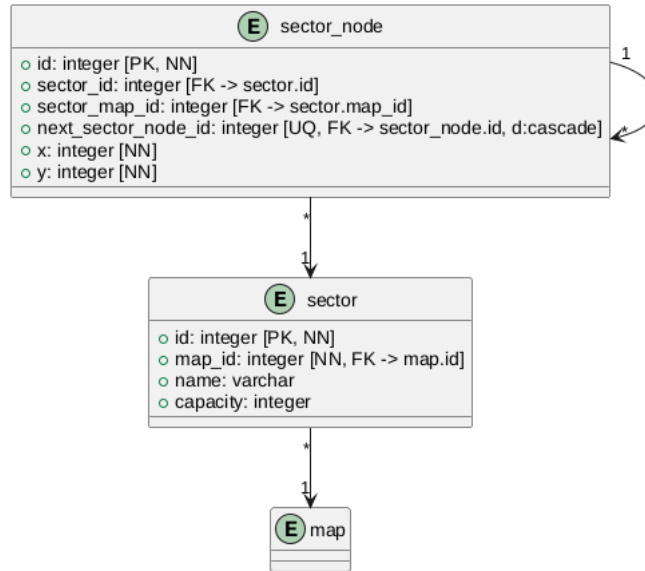 E sector_node
id: integer [PK, NN]
sector_id: integer [FK -> sector.id]
sector_map_id: integer [FK -> sector.map_id]
next_sector_node_id: integer [UQ, FK -> sector_node.id, d:cascade]
x: integer [NN]
y: integer [NN]
1
*
*
1
E sector
id: integer [PK, NN]
map_id: integer [NN, FK -> map.id]
name: varchar
capacity: integer
*
1
E map